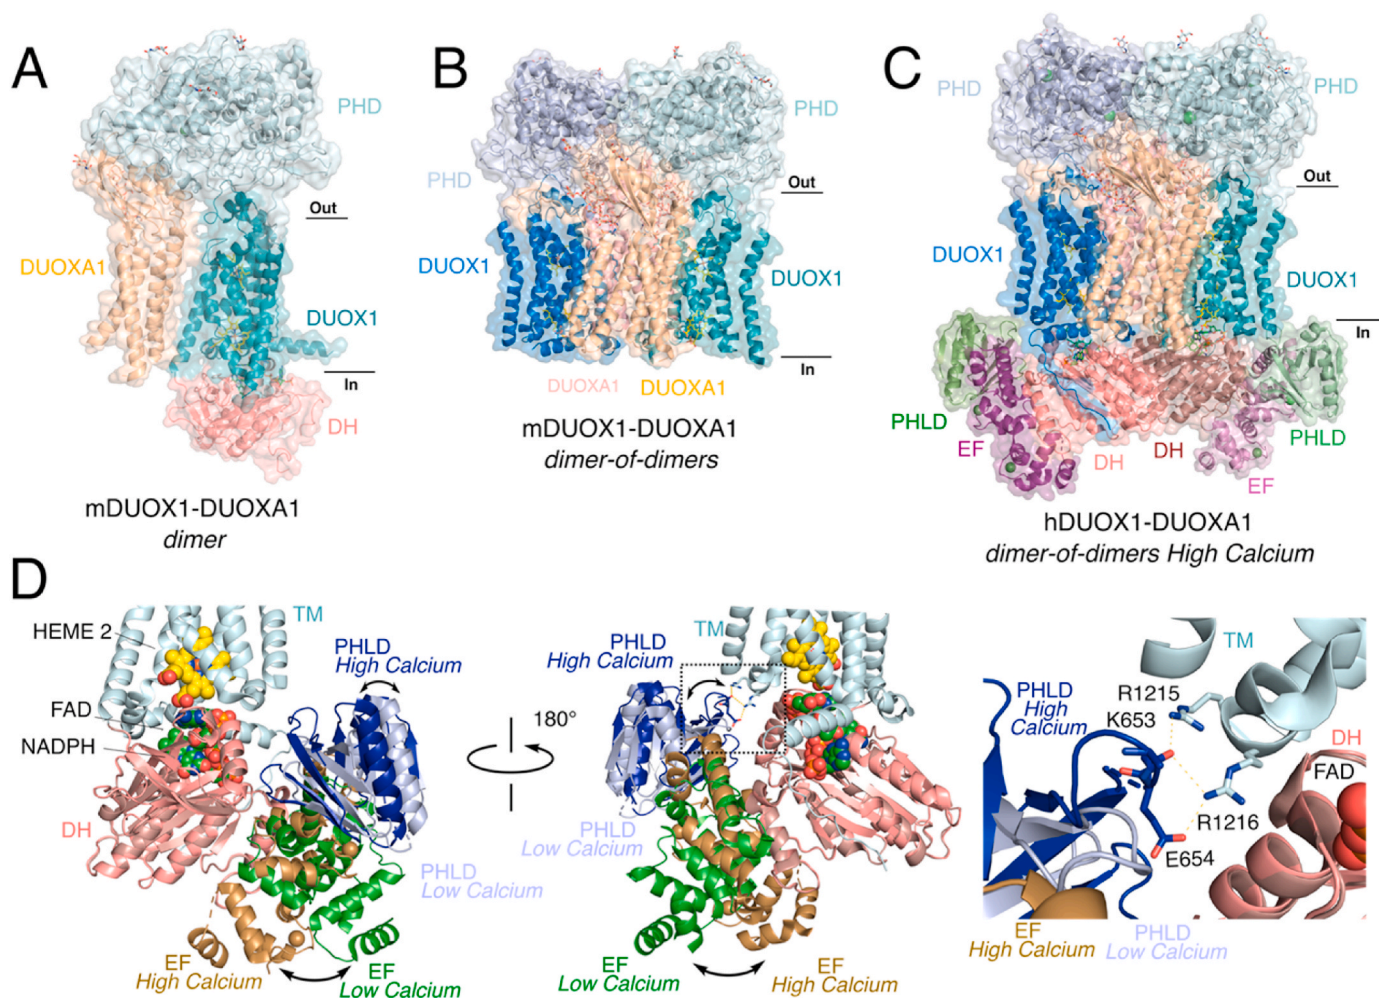 A
PHD
Out
DUOXA1
DUOX1
In
DH
mDUOX1-DUOXA1
dimer
B
PHD
PHD
Out
DUOX1
DUOX1
In
DUOXA1
DUOXA1
mDUOX1-DUOXA1
dimer-of-dimers
C
PHD
PHD
Out
DUOX1
DUOX1
In
PHLD
EF
DH
DH
PHLD
EF
hDUOX1-DUOXA1
dimer-of-dimers High Calcium
D
HEME 2
TM
PHLD
High Calcium
FAD
NADPH
DH
PHLD
Low Calcium
EF
High Calcium
EF
Low Calcium
180°
PHLD
High Calcium
TM
PHLD
Low Calcium
DH
EF
Low Calcium
EF
High Calcium
TM
PHLD
High
Calcium
R1215
K653
DH
FAD
R1216
E654
EF
High Calcium
PHLD
Low Calcium